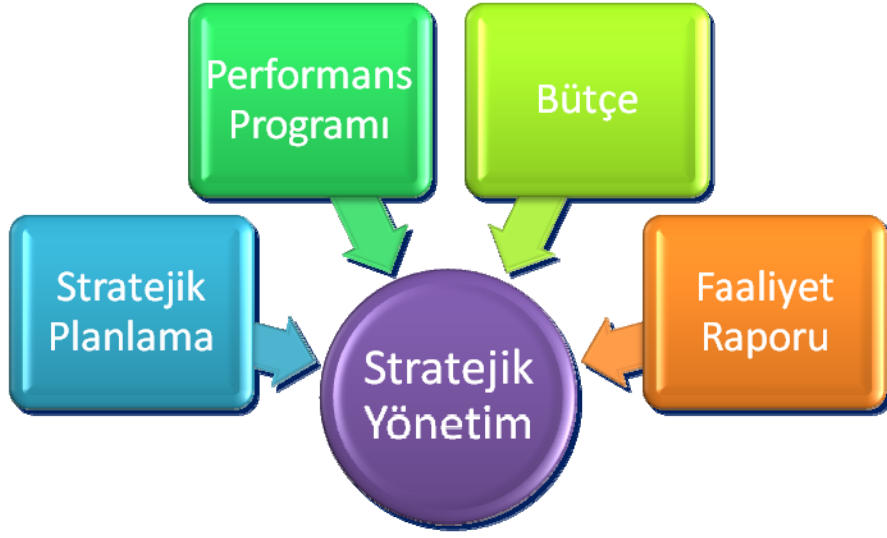 Stratejik
Planlama
Performans
Programı
Bütçe
Faaliyet
Raporu
Stratejik
Yönetim